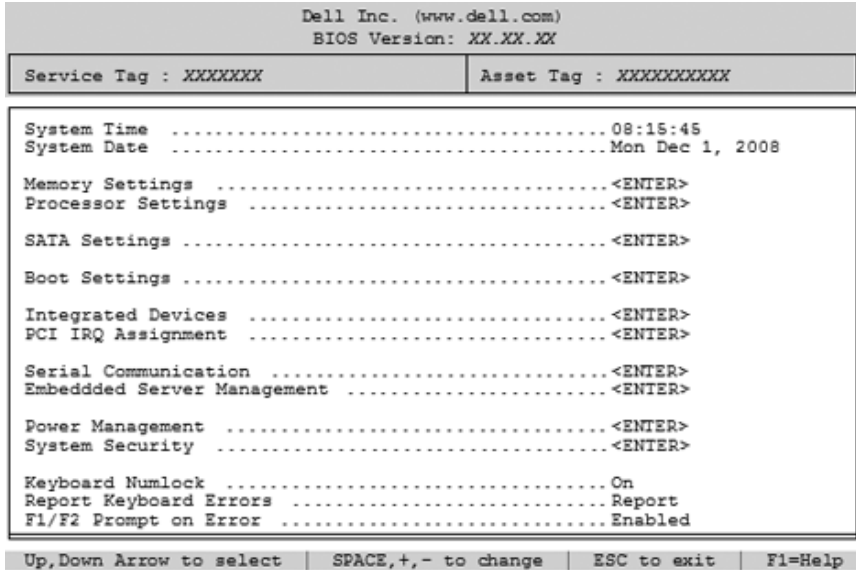 Dell Inc. (www.dell.com)
BIOS Version: XX.XX.XX
Service Tag : XXXXXXX
Asset Tag : XXXXXXXXXX
System Time ......................................08:15:45
System Date ......................................Mon Dec 1, 2008
Memory Settings ..................................<ENTER>
Processor Settings ...............................<ENTER>
SATA Settings .....................................<ENTER>
Boot Settings .....................................<ENTER>
Integrated Devices ...............................<ENTER>
PCI IRQ Assignment ...............................<ENTER>
Serial Communication .............................<ENTER>
Embeddded Server Management .......................<ENTER>
Power Management .................................<ENTER>
System Security ..................................<ENTER>
Keyboard Numlock .................................On
Report Keyboard Errors ...........................Report
F1/F2 Prompt on Error ............................Enabled
Up,Down Arrow to select | SPACE,+,- to change | ESC to exit | F1=Help